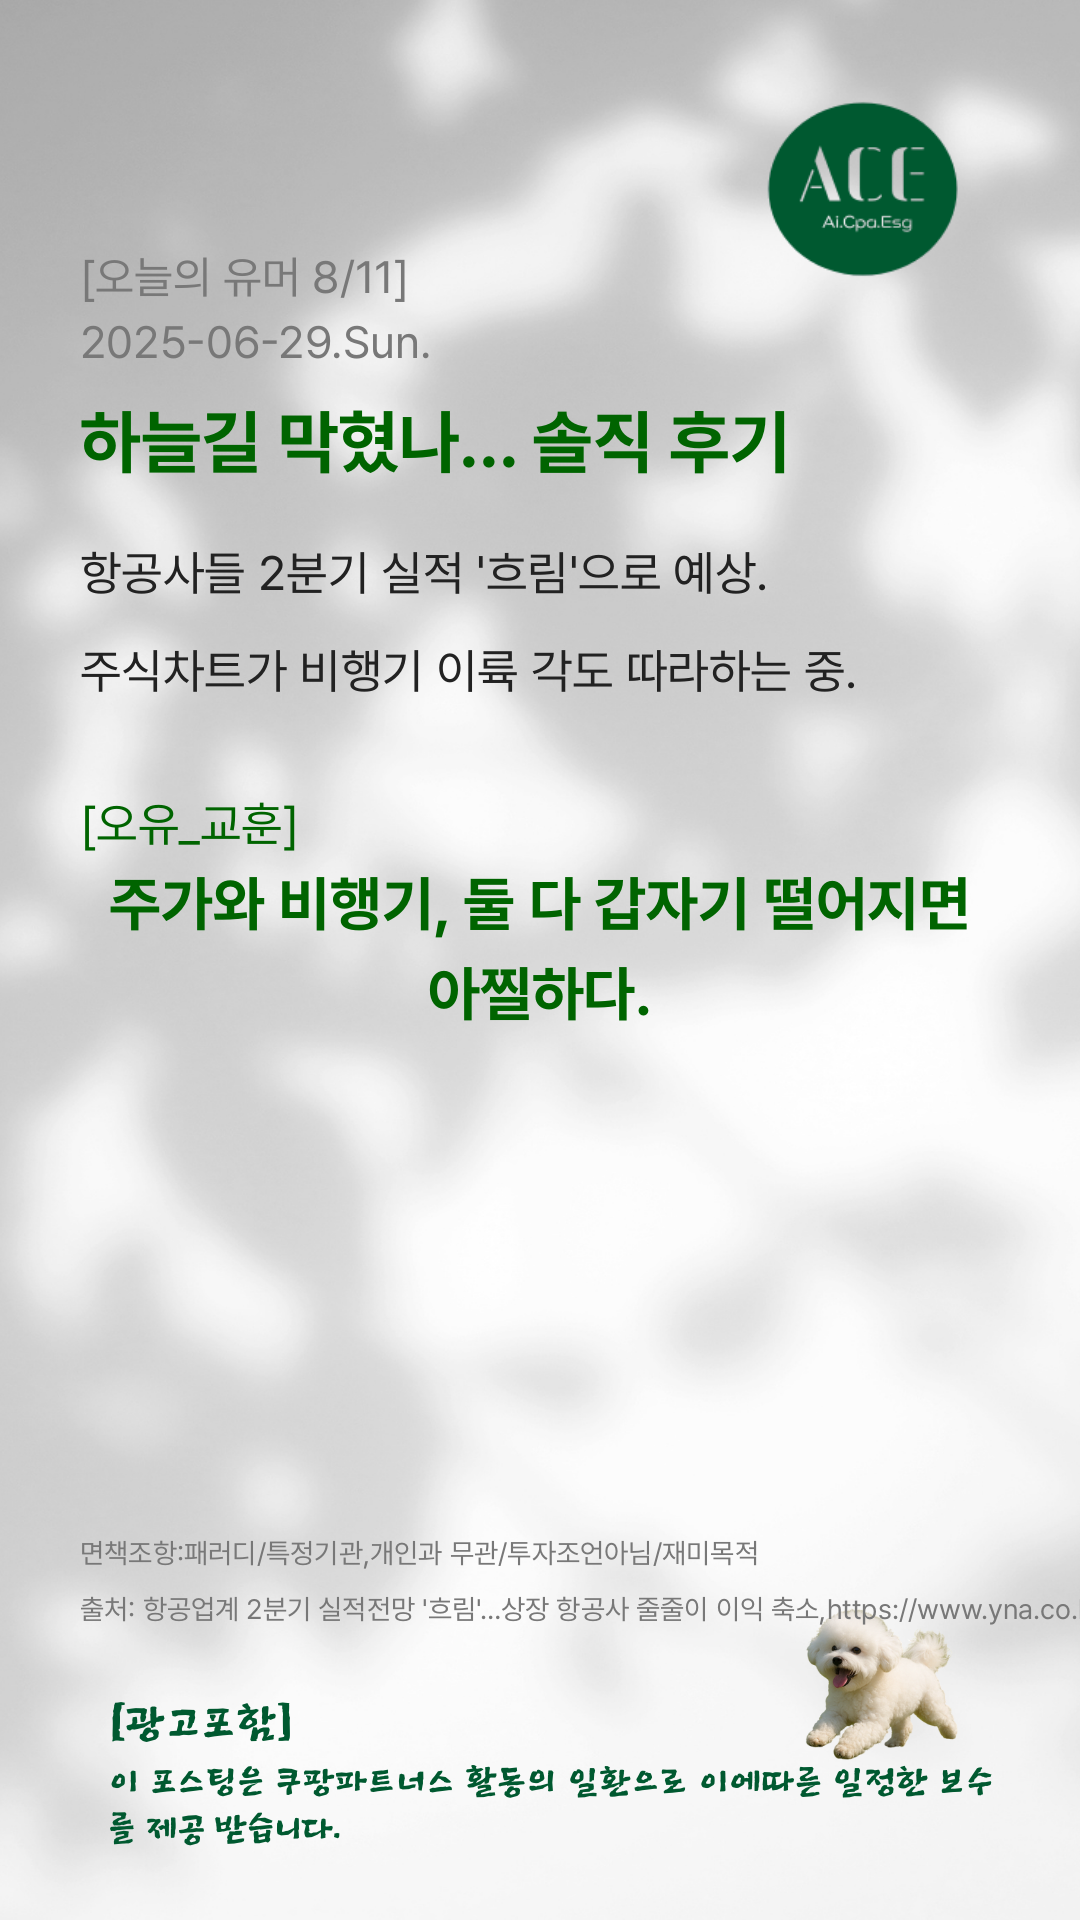 ACE
Ai.Cpa.Esg
[오늘의 유머 8/11]
2025-06-29.Sun.
하늘길 막혔나... 솔직 후기
항공사들 2분기 실적 '흐림'으로 예상.
주식차트가 비행기 이륙 각도 따라하는 중.
[오유_교훈]
주가와 비행기, 둘 다 갑자기 떨어지면
아찔하다.
면책조항:패러디/특정기관,개인과 무관/투자조언아님/재미목적
출처: 항공업계 2분기 실적전망 '흐림'...상장 항공사 줄줄이 이익 축소,https://www.yna.co.
[광고포함]
이 포스팅은 쿠팡파트너스 활동의 일환으로 이에따른 일정한 보수
를 제공 받습니다.